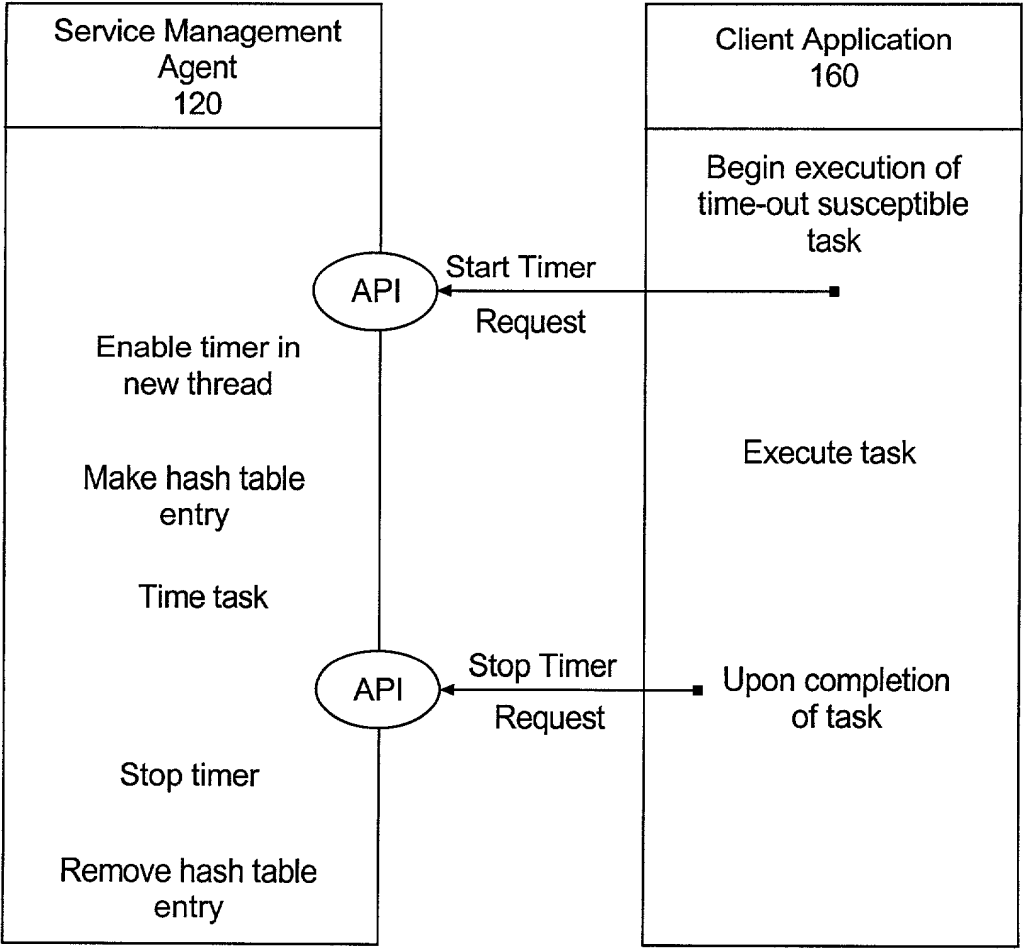 Service Management
Agent
120
Client Application
160
Begin execution of
time-out susceptible
task
API
Start Timer
Request
Enable timer in
new thread
Execute task
Make hash table
entry
Time task
API
Stop Timer
Request
Upon completion
of task
Stop timer
Remove hash table
entry